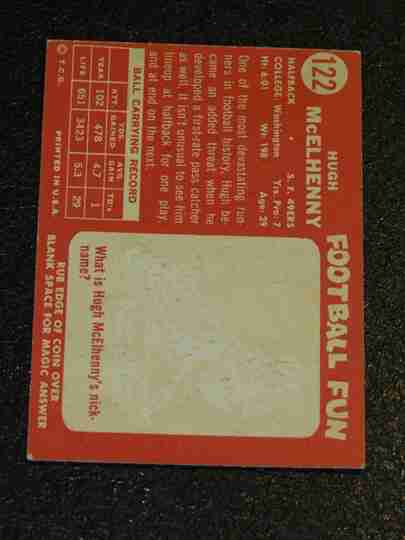 122
HUGH
McELHENNY
HALFBACK S. F. 49ERS
COLLEGE: Washington Yrs. Pro: 7
Ht: 6-01 Wt: 198 Age: 29
One of the most devastating run-
ners in football history, Hugh be-
came an added threat when he
developed a first-rate pass catcher
as well. It isn't unusual to see him
lineup at halfback for one play,
and at end on the next.
BALL CARRYING RECORD
YDS. AVG.
ATT. GAINED GAIN TD's
YEAR 102 478 4.7 1
LIFE 651 3423 5.3 29
© T.C.G. PRINTED IN U.S.A.
FOOTBALL FUN
What is Hugh McElhenny's nick-
name?
RUB EDGE OF COIN OVER
BLANK SPACE FOR MAGIC ANSWER